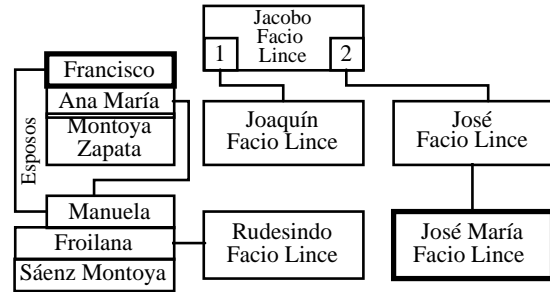 Jacobo
Facio
Lince
1
2
Francisco
Ana María
Montoya
Zapata
Esposos
Joaquín
Facio Lince
José
Facio Lince
Manuela
Froilana
Sáenz Montoya
Rudesindo
Facio Lince
José María
Facio Lince